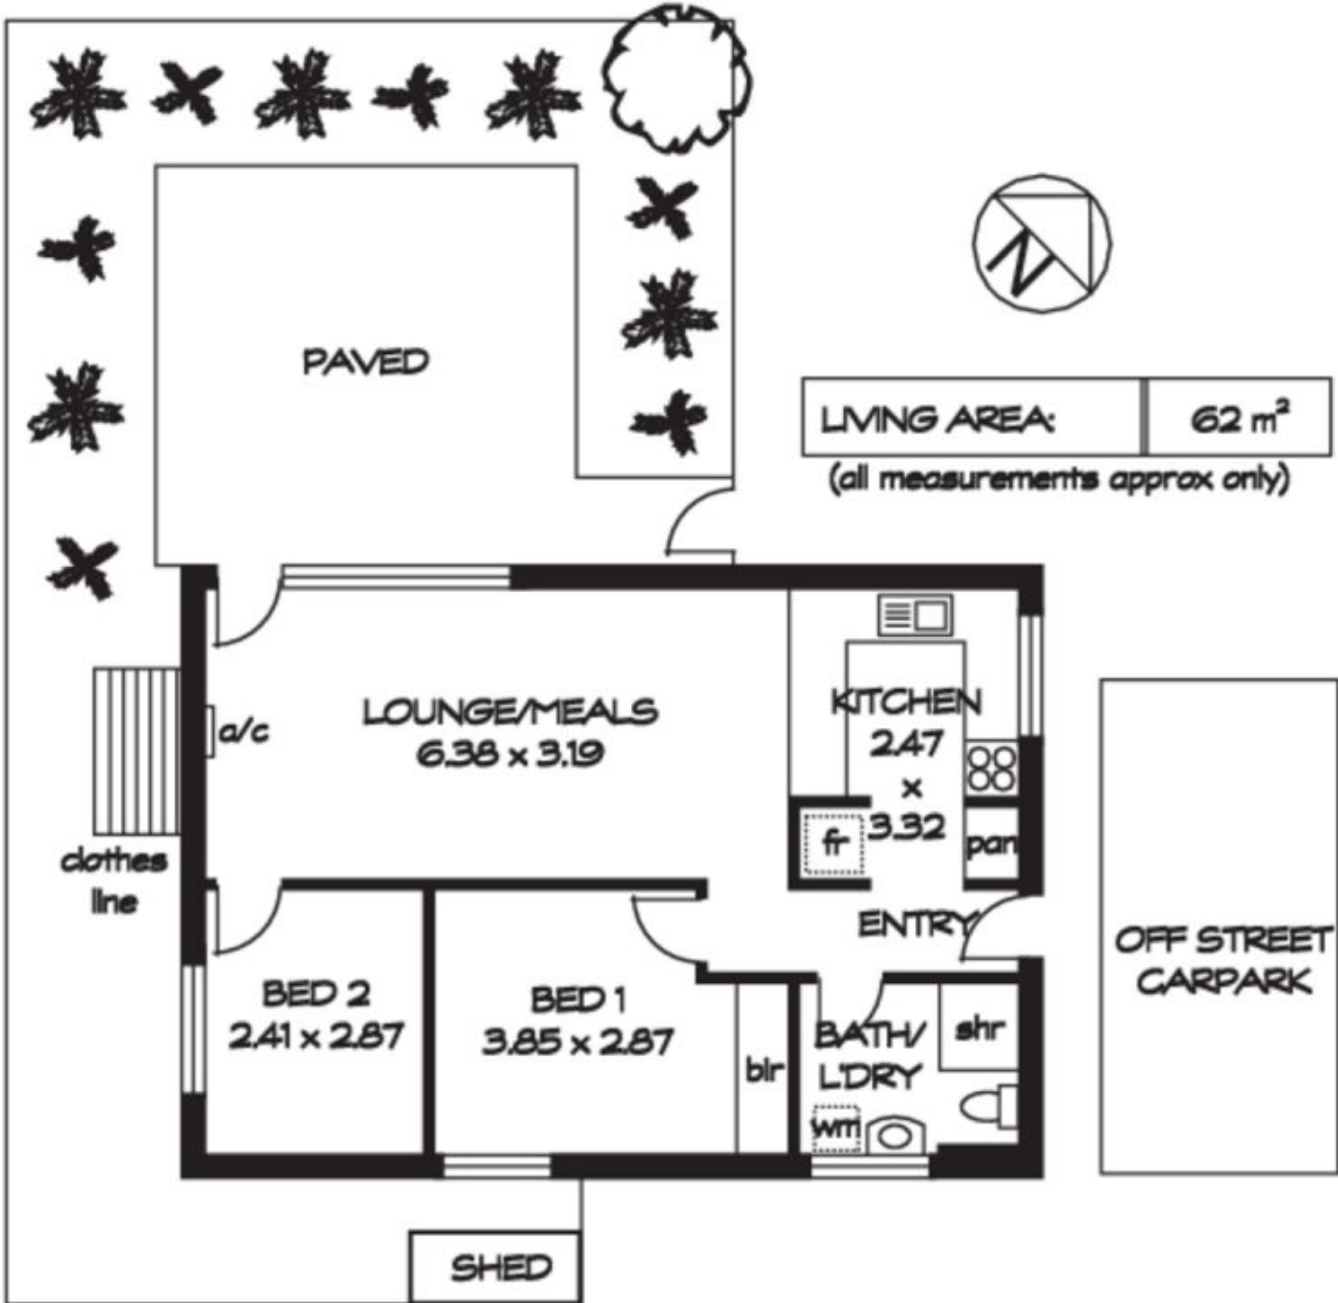 N
PAVED
LIVING AREA: 62 m²
(all measurements approx only)
LOUNGE/MEALS
6.38 x 3.19
a/c
KITCHEN
2.47
x
3.32
fr
pan
clothes
line
ENTRY
OFF STREET
CARPARK
BED 2
2.41 x 2.87
BED 1
3.85 x 2.87
bir
BATH/
L'DRY
shr
wm
SHED